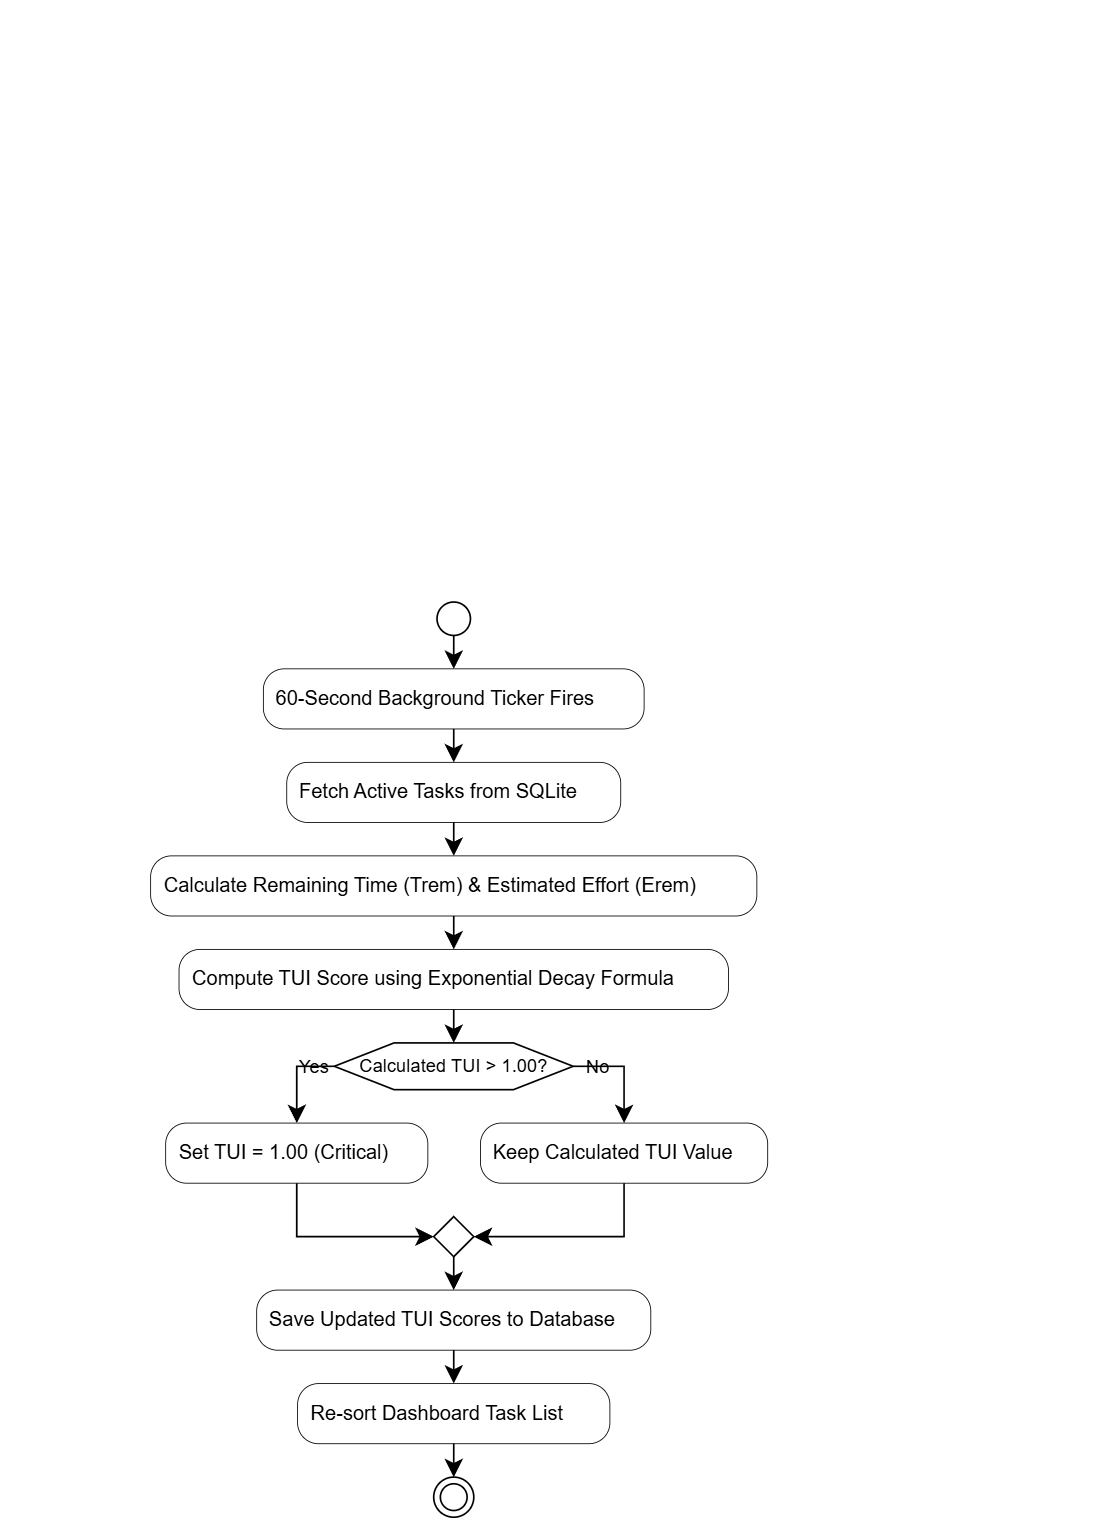 60-Second Background Ticker Fires
Fetch Active Tasks from SQLite
Calculate Remaining Time (Trem) & Estimated Effort (Erem)
Compute TUI Score using Exponential Decay Formula
Yes
Calculated TUI > 1.00?
No
Set TUI = 1.00 (Critical)
Keep Calculated TUI Value
Save Updated TUI Scores to Database
Re-sort Dashboard Task List